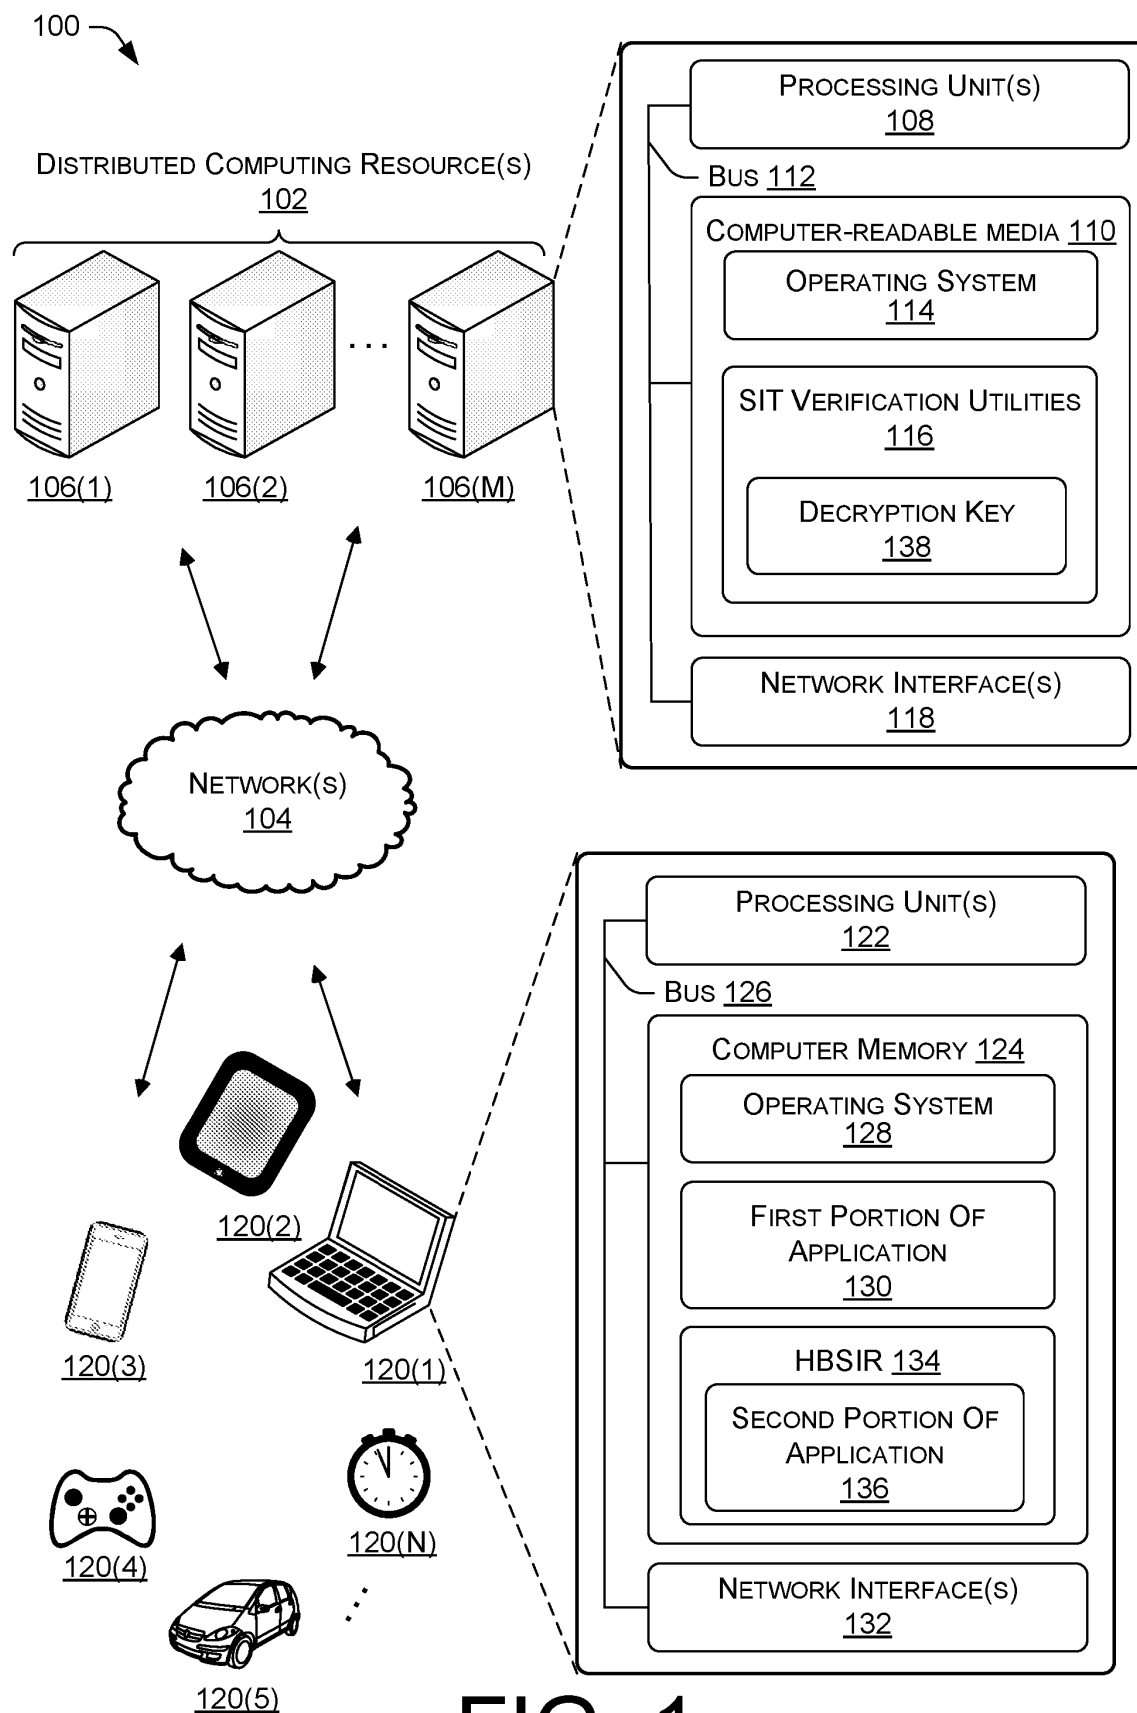 100
DISTRIBUTED COMPUTING RESOURCE(S)
102
106(1)
106(2)
...
106(M)
PROCESSING UNIT(S)
108
BUS 112
COMPUTER-READABLE MEDIA 110
OPERATING SYSTEM
114
SIT VERIFICATION UTILITIES
116
DECRYPTION KEY
138
NETWORK INTERFACE(S)
118
NETWORK(S)
104
PROCESSING UNIT(S)
122
BUS 126
COMPUTER MEMORY 124
OPERATING SYSTEM
128
FIRST PORTION OF
APPLICATION
130
HBSIR 134
SECOND PORTION OF
APPLICATION
136
NETWORK INTERFACE(S)
132
120(2)
120(3)
120(1)
120(4)
120(N)
...
120(5)
FIG. 1